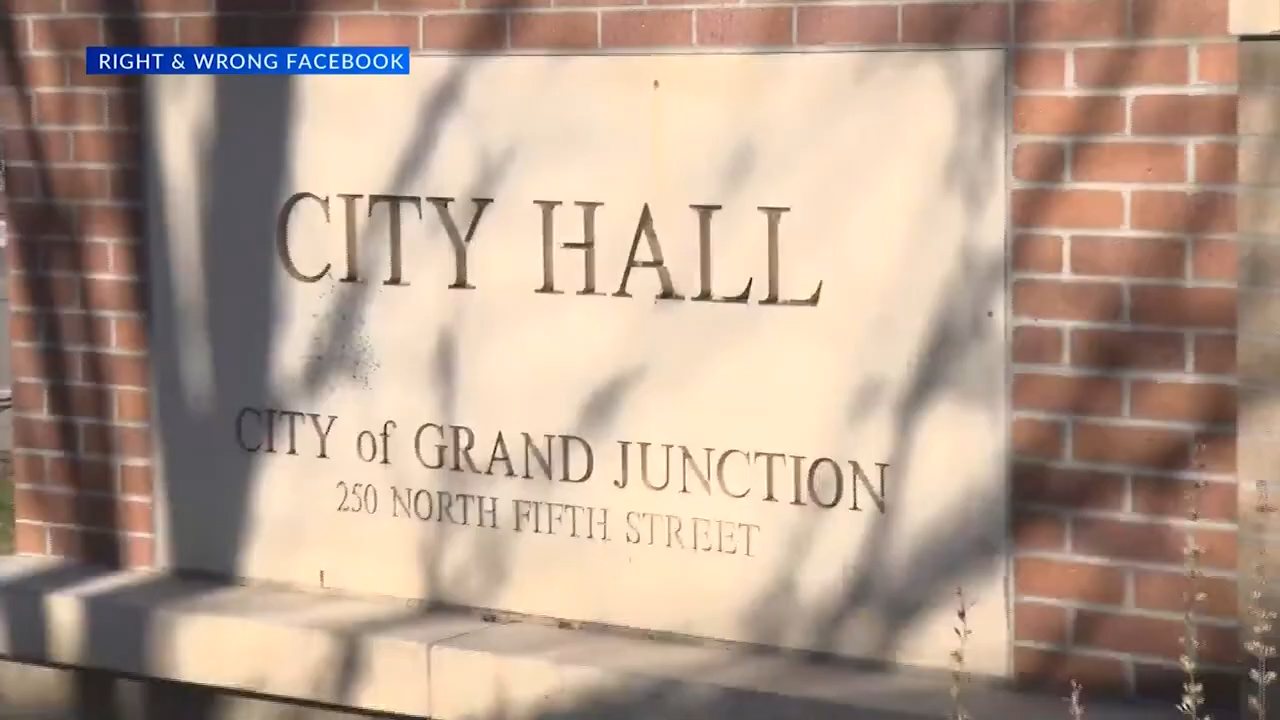 RIGHT & WRONG FACEBOOK
CITY HALL
CITY of GRAND JUNCTION
250 NORTH FIFTH STREET